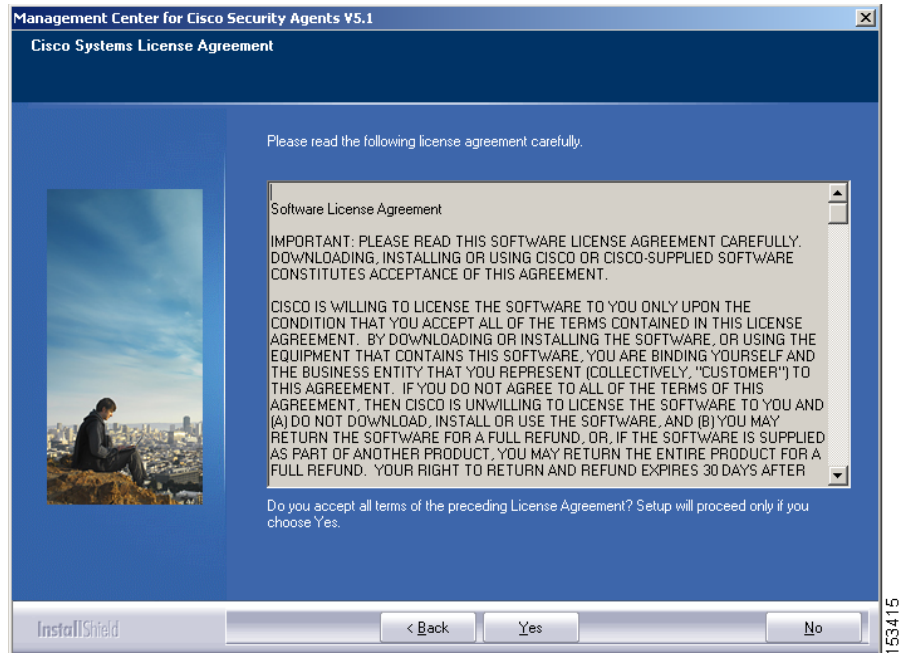 Management Center for Cisco Security Agents V5.1
Cisco Systems License Agreement
Please read the following license agreement carefully.
Software License Agreement
IMPORTANT: PLEASE READ THIS SOFTWARE LICENSE AGREEMENT CAREFULLY.
DOWNLOADING, INSTALLING OR USING CISCO OR CISCO-SUPPLIED SOFTWARE
CONSTITUTES ACCEPTANCE OF THIS AGREEMENT.
CISCO IS WILLING TO LICENSE THE SOFTWARE TO YOU ONLY UPON THE
CONDITION THAT YOU ACCEPT ALL OF THE TERMS CONTAINED IN THIS LICENSE
AGREEMENT.  BY DOWNLOADING OR INSTALLING THE SOFTWARE, OR USING THE
EQUIPMENT THAT CONTAINS THIS SOFTWARE, YOU ARE BINDING YOURSELF AND
THE BUSINESS ENTITY THAT YOU REPRESENT (COLLECTIVELY, "CUSTOMER") TO
THIS AGREEMENT.  IF YOU DO NOT AGREE TO ALL OF THE TERMS OF THIS
AGREEMENT, THEN CISCO IS UNWILLING TO LICENSE THE SOFTWARE TO YOU AND
(A) DO NOT DOWNLOAD, INSTALL OR USE THE SOFTWARE, AND (B) YOU MAY
RETURN THE SOFTWARE FOR A FULL REFUND, OR, IF THE SOFTWARE IS SUPPLIED
AS PART OF ANOTHER PRODUCT, YOU MAY RETURN THE ENTIRE PRODUCT FOR A
FULL REFUND.  YOUR RIGHT TO RETURN AND REFUND EXPIRES 30 DAYS AFTER
Do you accept all terms of the preceding License Agreement? Setup will proceed only if you
choose Yes.
InstallShield
< Back
Yes
No
153415